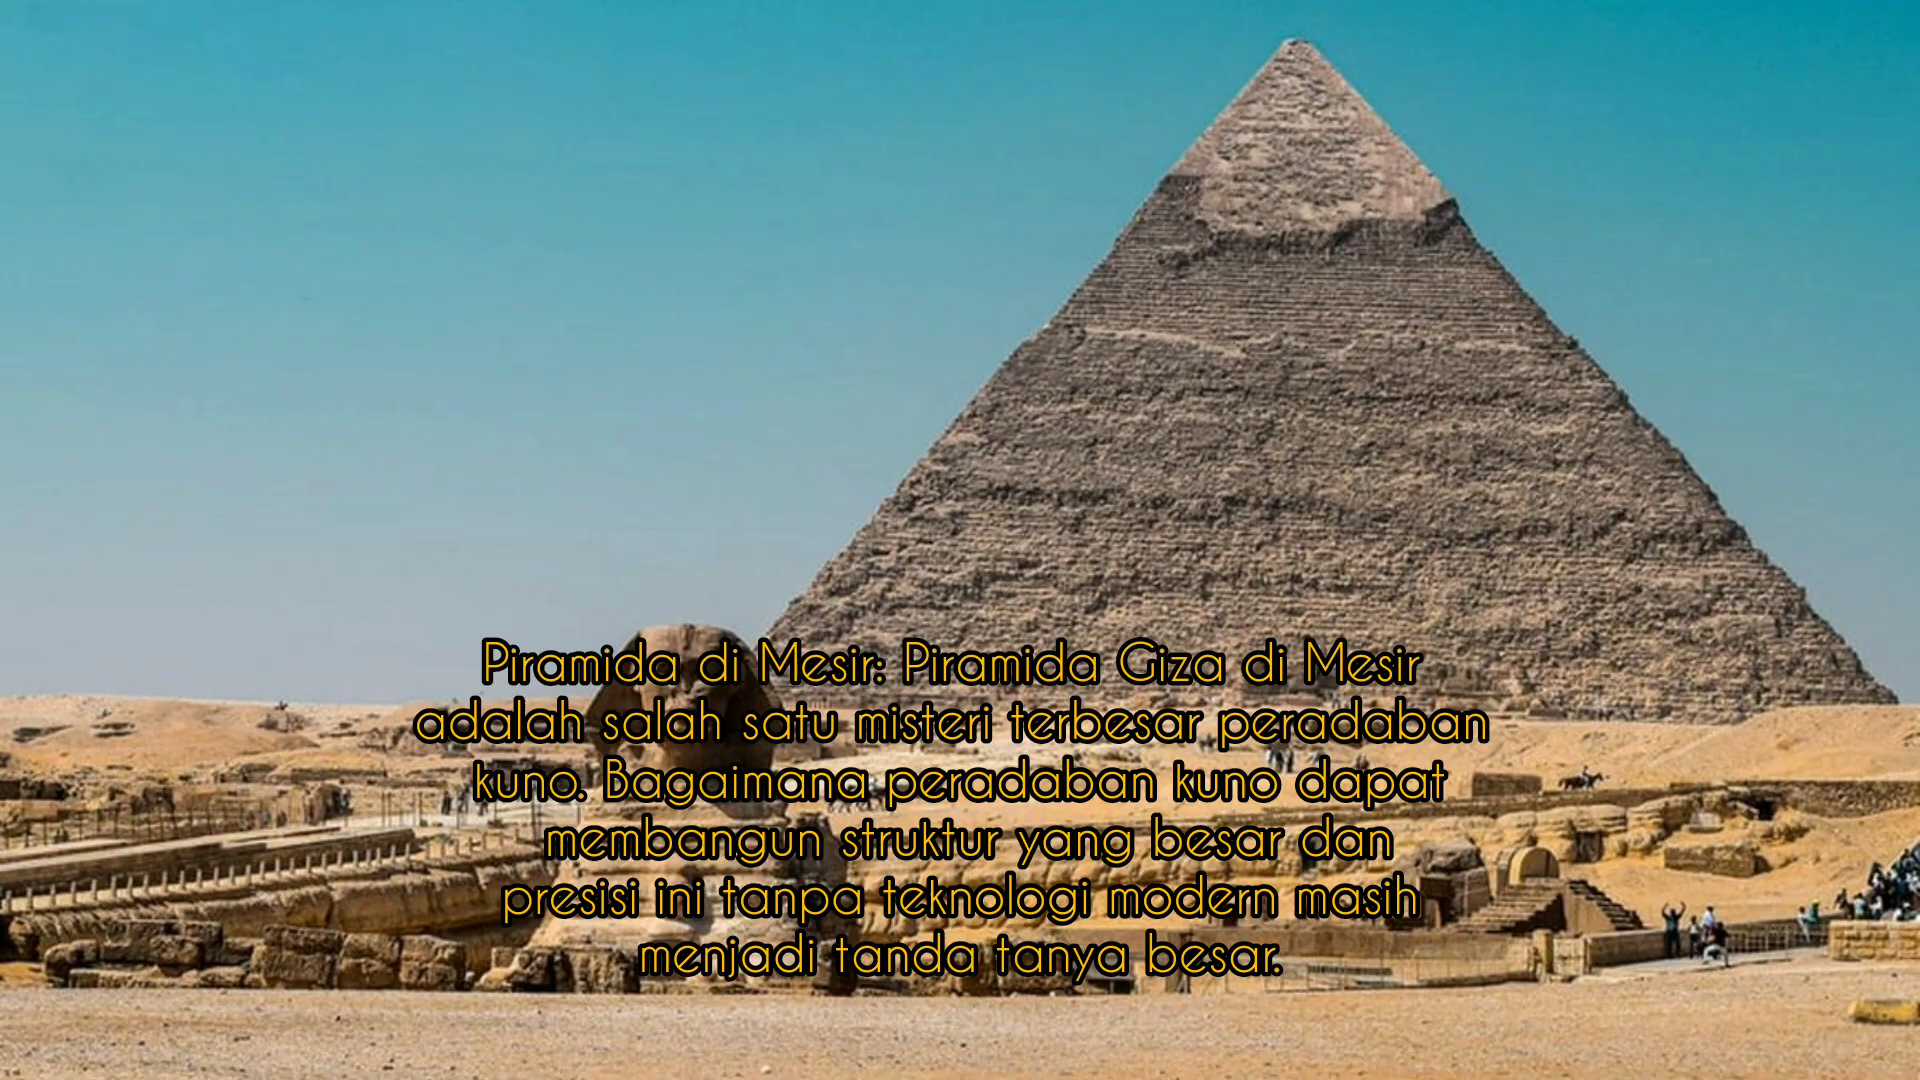 Piramida di Mesir: Piramida Giza di Mesir
adalah salah satu misteri terbesar peradaban
kuno. Bagaimana peradaban kuno dapat
membangun struktur yang besar dan
presisi ini tanpa teknologi modern masih
menjadi tanda tanya besar.